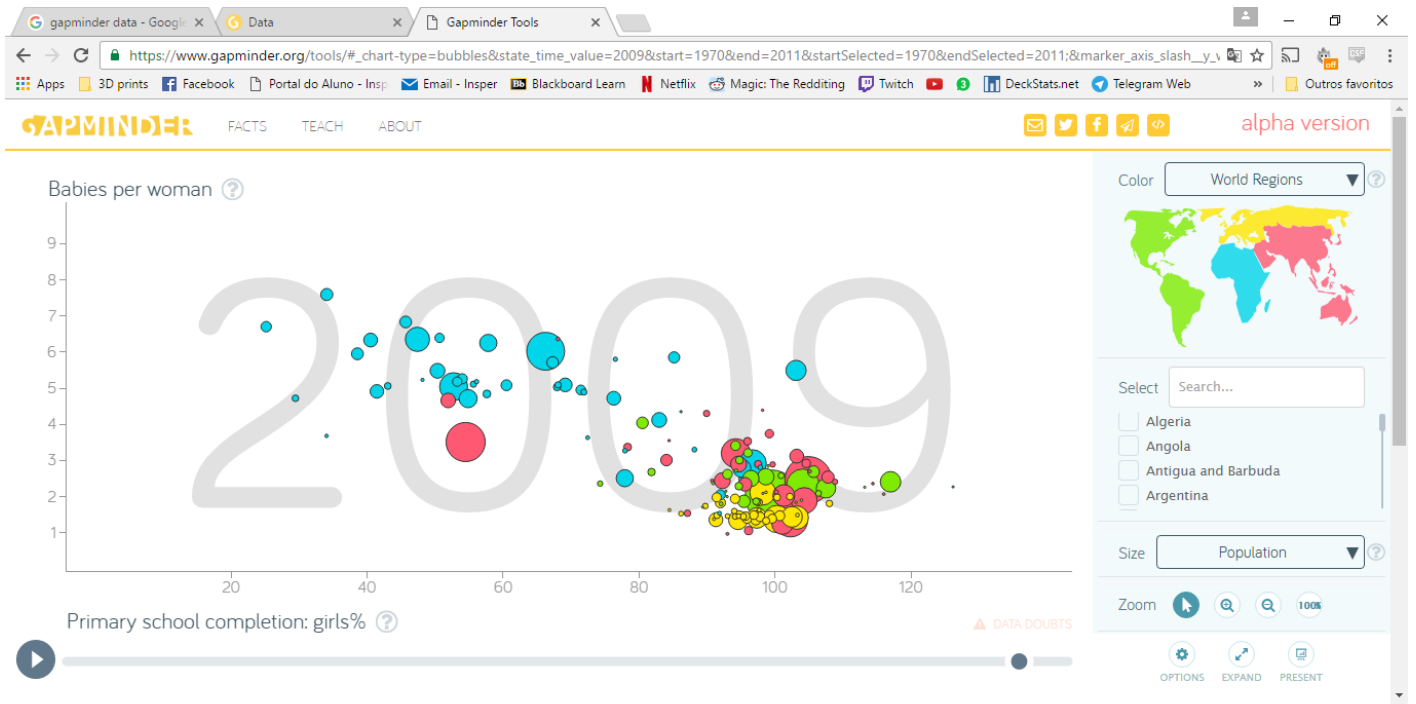 gapminder data - Google
Data
Gapminder Tools
https://www.gapminder.org/tools/#_chart-type=bubbles&state_time_value=2009&start=1970&end=2011&startSelected=1970&endSelected=2011;&marker_axis_slash__y_
Apps 3D prints Facebook Portal do Aluno - Insp Email - Insper Bb Blackboard Learn Netflix Magic: The Redditing Twitch 3 DeckStats.net Telegram Web » Outros favoritos
off
GAPMINDER FACTS TEACH ABOUT alpha version
Babies per woman ?
Color World Regions ?
9
8
7
6
5
4
3
2
1
2009
20 40 60 80 100 120
Primary school completion: girls% ?
DATA DOUBTS
Select Search...
Algeria
Angola
Antigua and Barbuda
Argentina
Size Population ?
Zoom 100%
OPTIONS EXPAND PRESENT